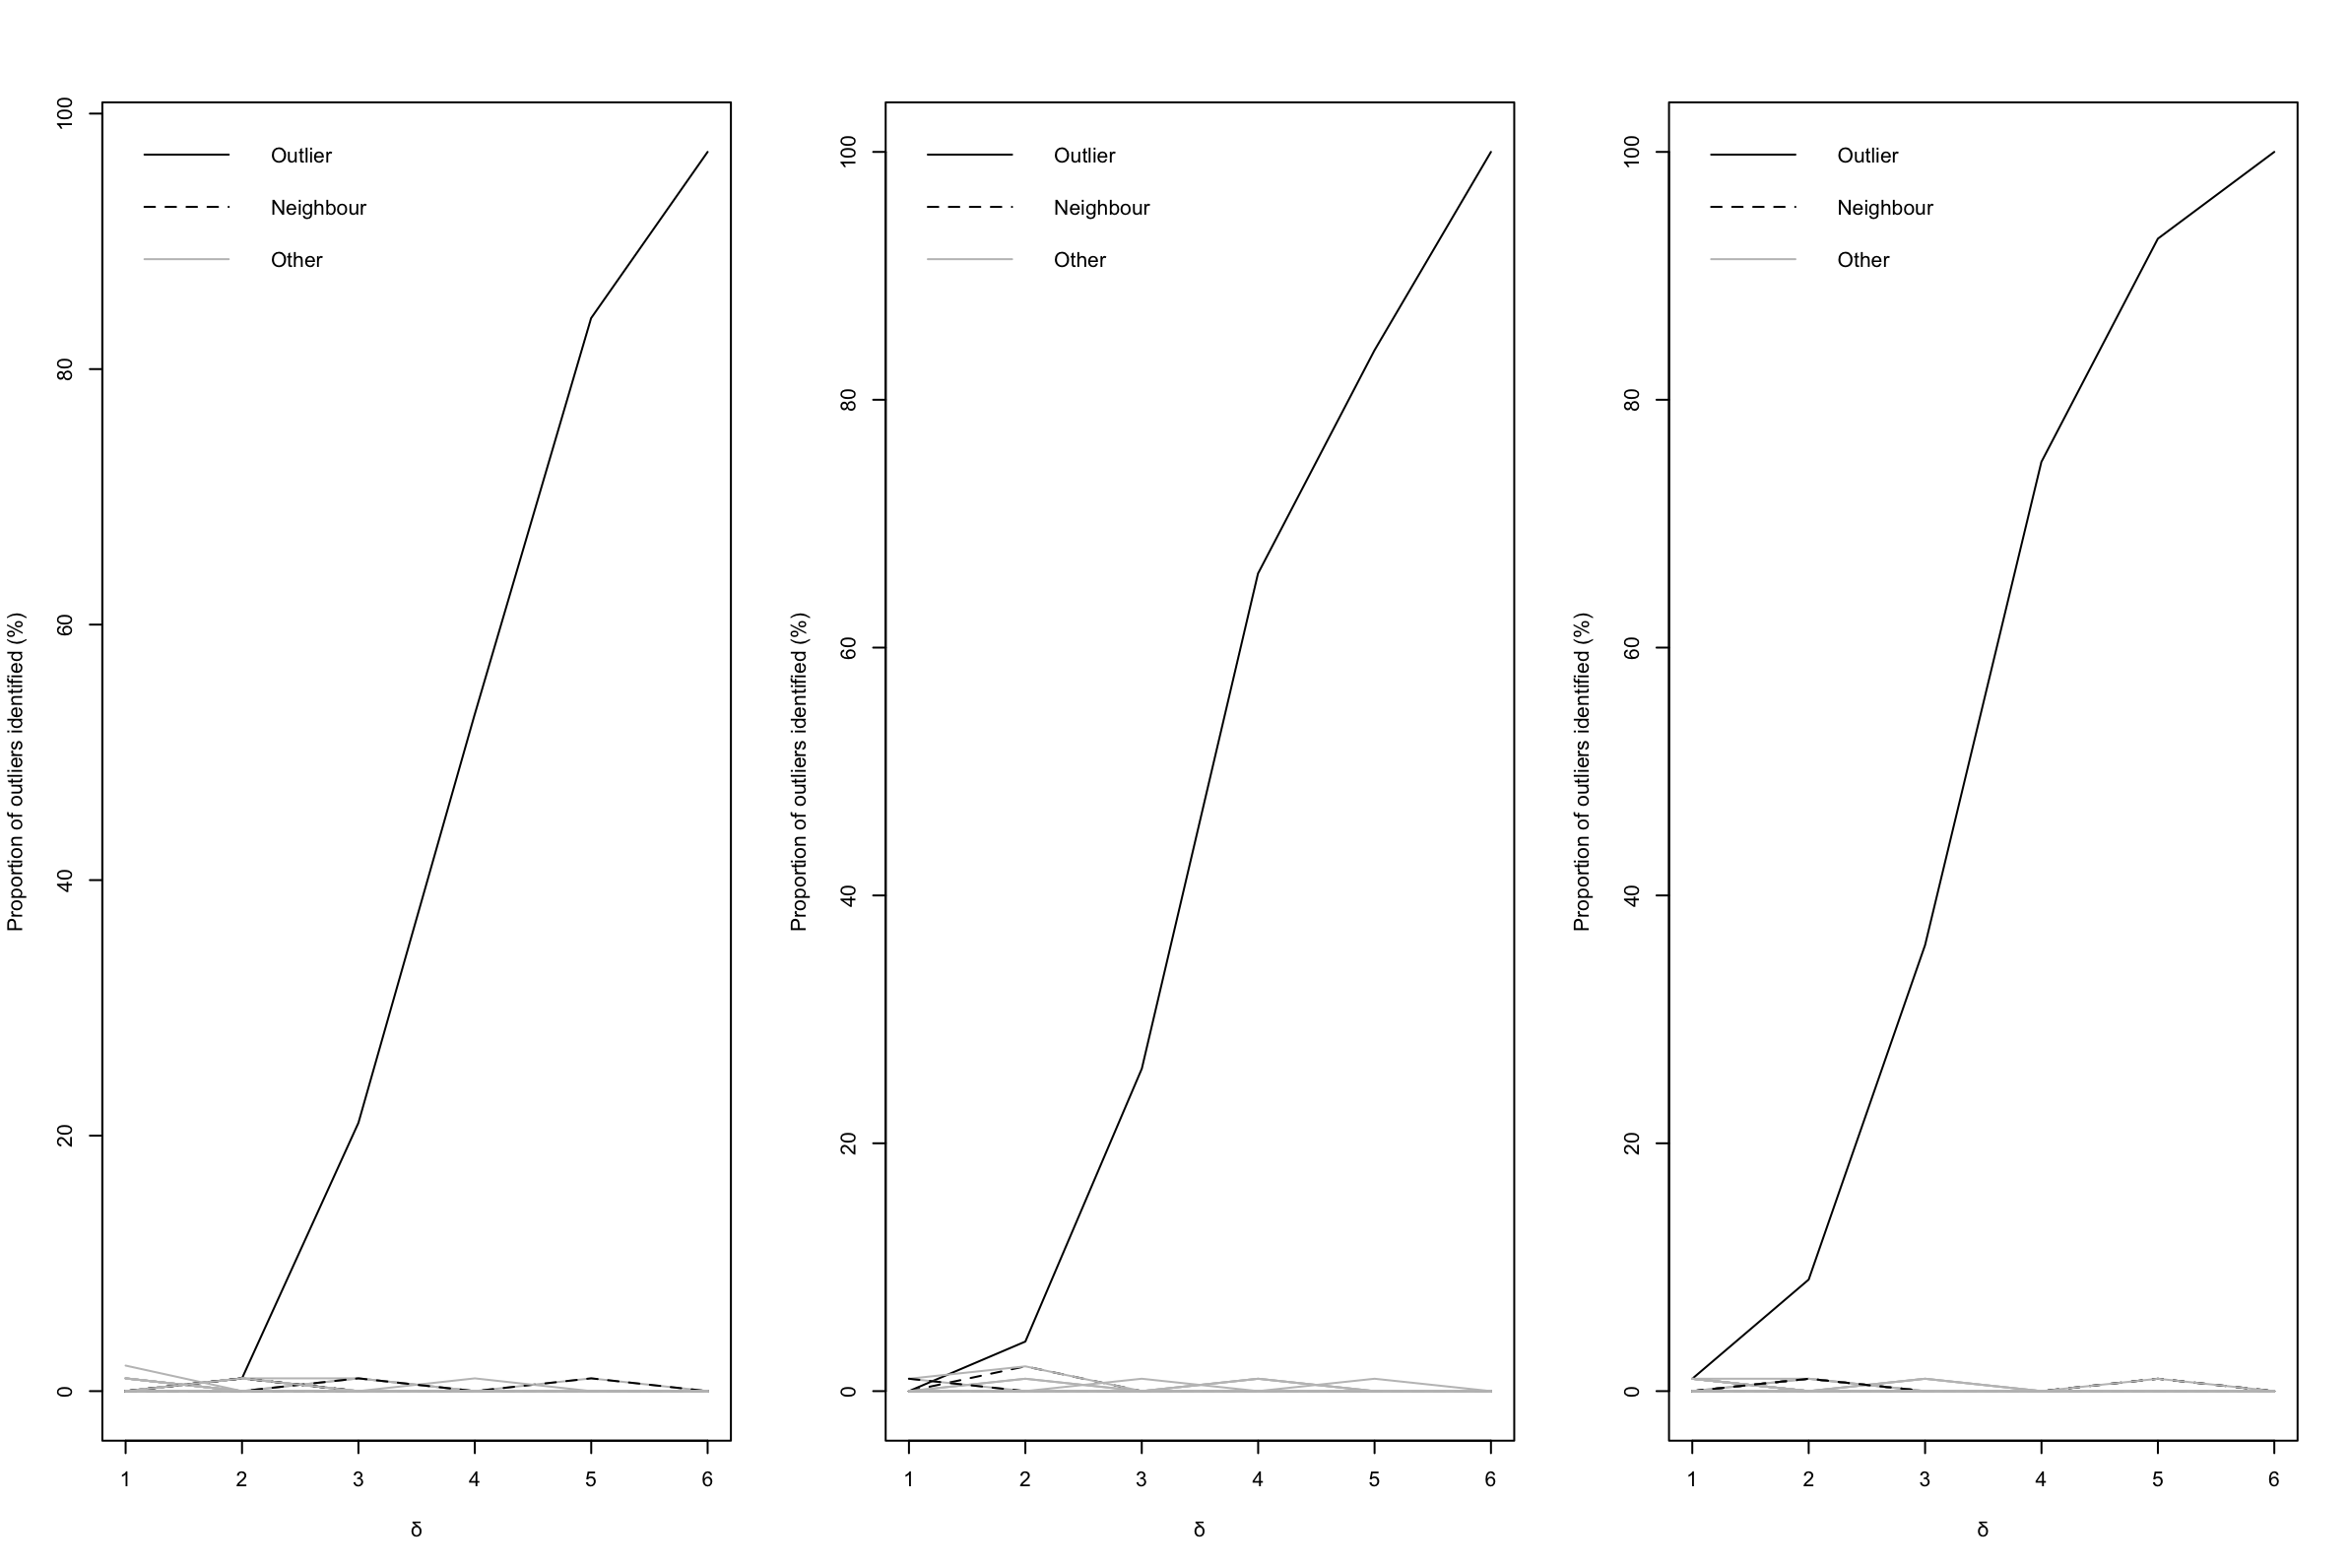 Proportion of outliers identified (%)
100
80
60
40
20
0
Outlier
Neighbour
Other
1 2 3 4 5 6
δ
Proportion of outliers identified (%)
100
80
60
40
20
0
Outlier
Neighbour
Other
1 2 3 4 5 6
δ
Proportion of outliers identified (%)
100
80
60
40
20
0
Outlier
Neighbour
Other
1 2 3 4 5 6
δ